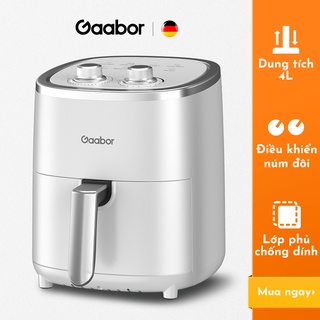 Gaabor
Dung tích
4L
Gaabor
Điều khiển
núm đôi
Lớp phủ
chống dính
Mua ngay›